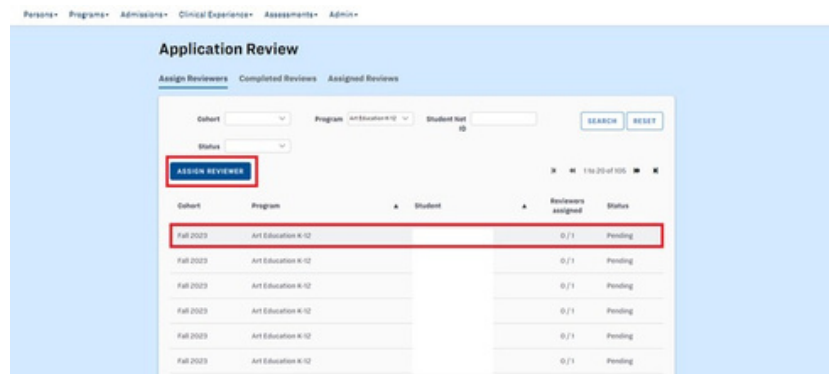 Persons Programs Admissions Clinical Experience Assessments Admin
Application Review
Assign Reviewers Completed Reviews Assigned Reviews
Cohort Program Art Education K-12 Student Net ID SEARCH RESET
Status
ASSIGN REVIEWER 1 to 20 of 105
Cohort Program Student Reviewers assigned Status
Fall 2023 Art Education K-12 0 / 1 Pending
Fall 2023 Art Education K-12 0 / 1 Pending
Fall 2023 Art Education K-12 0 / 1 Pending
Fall 2023 Art Education K-12 0 / 1 Pending
Fall 2023 Art Education K-12 0 / 1 Pending
Fall 2023 Art Education K-12 0 / 1 Pending